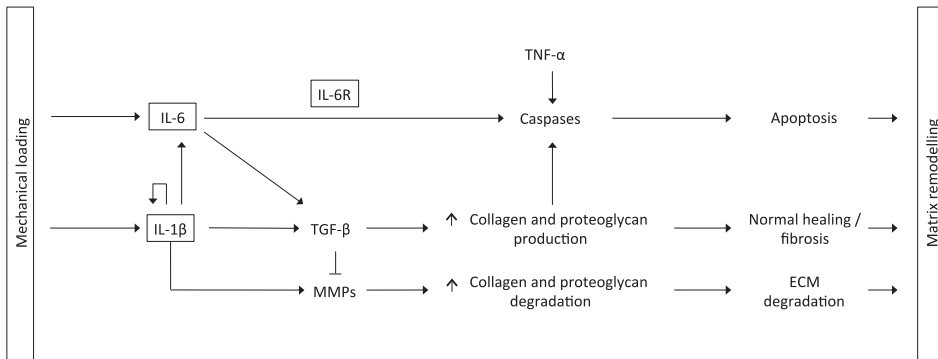 Mechanical loading
TNF-α
IL-6R
IL-6
Caspases
Apoptosis
IL-1β
TGF-β
↑ Collagen and proteoglycan
production
Normal healing /
fibrosis
MMPs
↑ Collagen and proteoglycan
degradation
ECM
degradation
Matrix remodelling